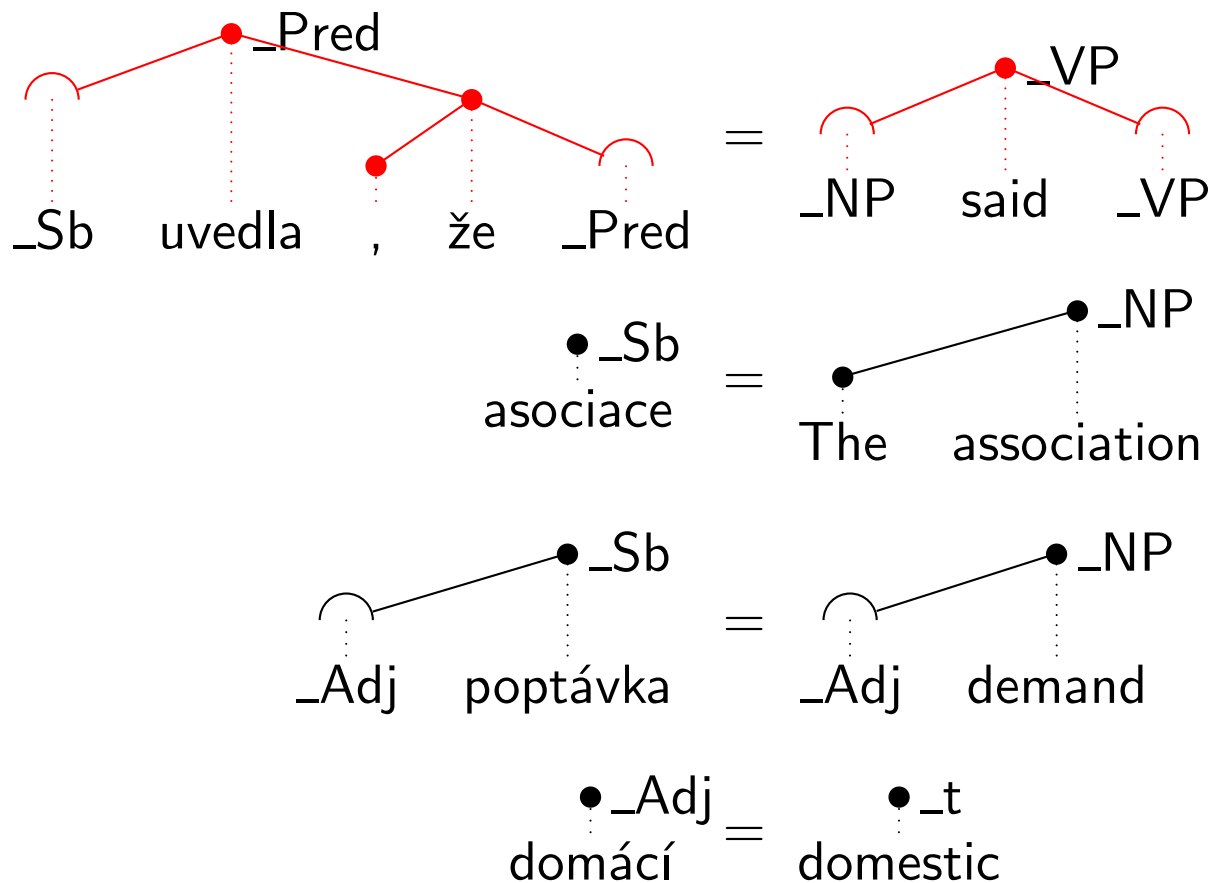 _Pred = _VP
_Sb uvedla , že _Pred _NP said _VP
_Sb = _NP
asociace The association
_Sb = _NP
_Adj poptávka _Adj demand
_Adj = _t
domácí domestic